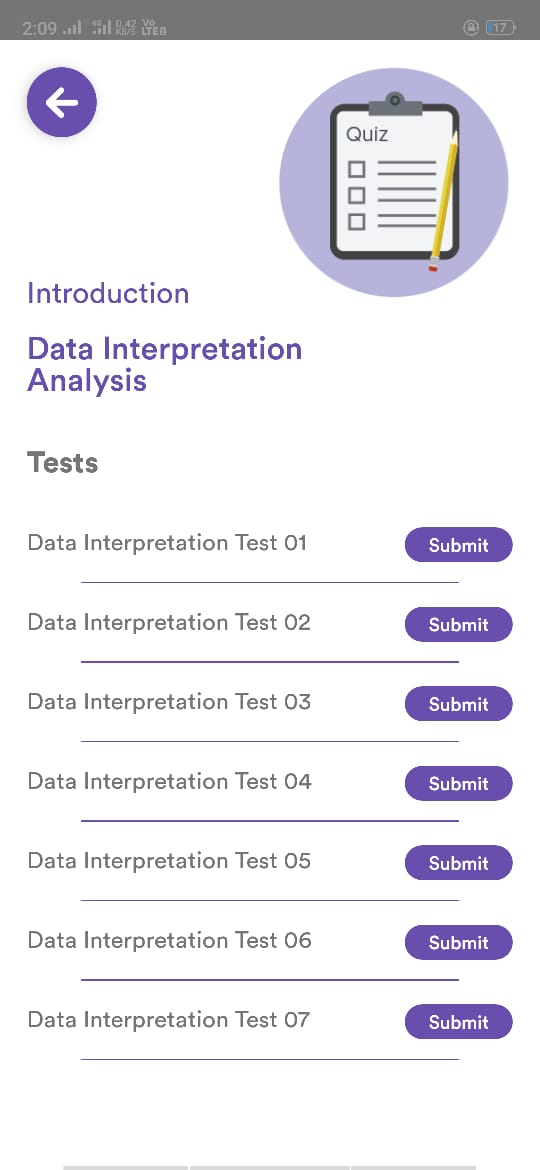 2:09 4G 0.42 KB/S Vo LTE 17
Quiz
Introduction
Data Interpretation
Analysis
Tests
Data Interpretation Test 01 Submit
Data Interpretation Test 02 Submit
Data Interpretation Test 03 Submit
Data Interpretation Test 04 Submit
Data Interpretation Test 05 Submit
Data Interpretation Test 06 Submit
Data Interpretation Test 07 Submit